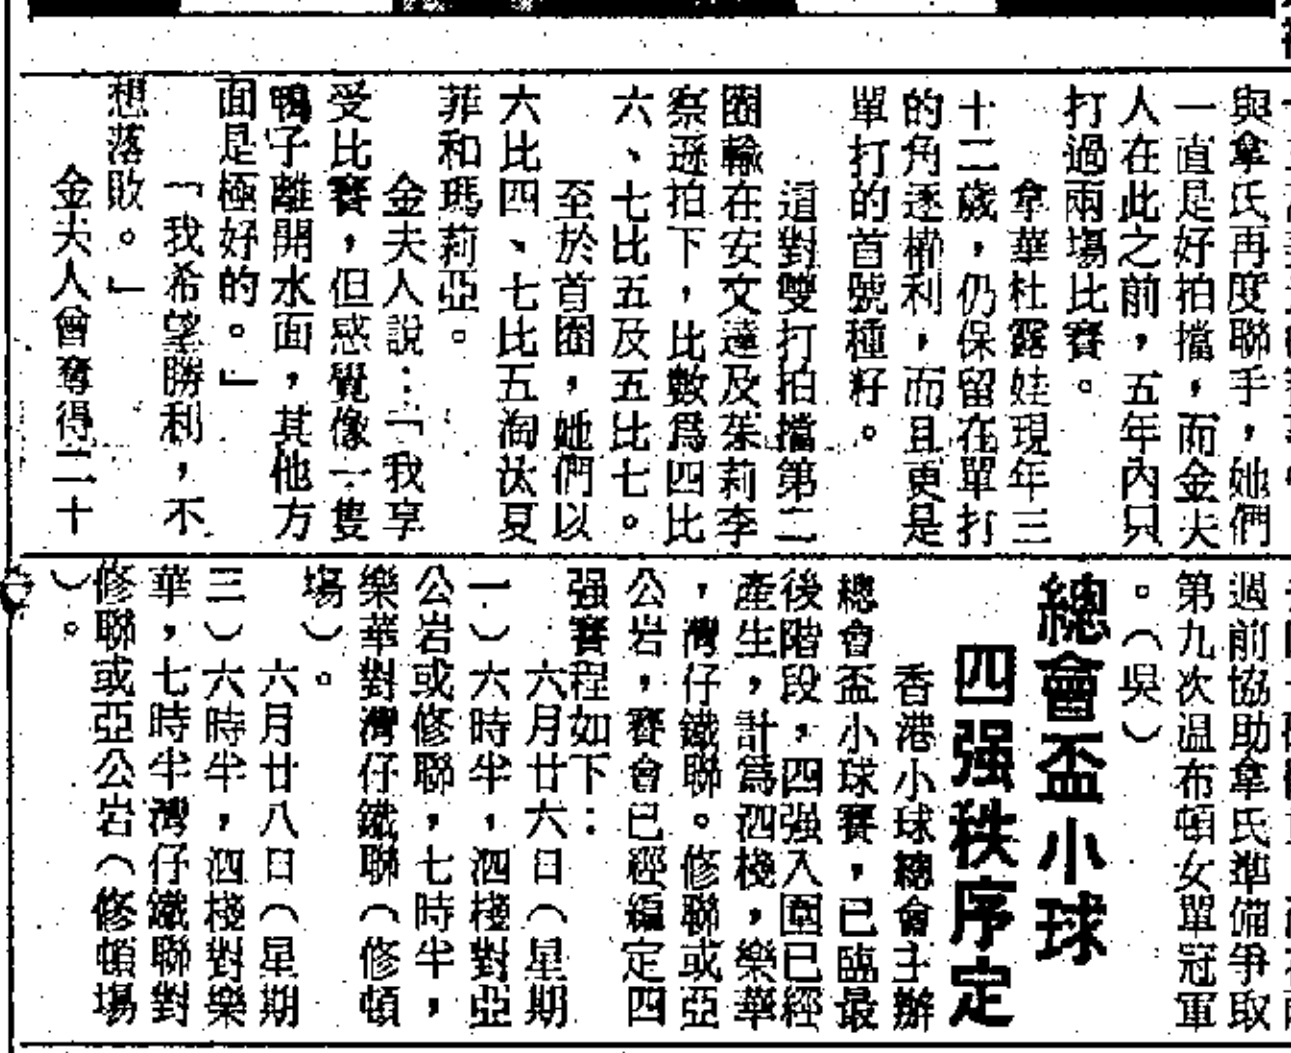 與拿氏再度聯手，她們
一直是好拍擋，而金夫
人在此之前，五年內只
打過兩場比賽。
拿華杜露娃現年三
十二歲，仍保留在單打
的角逐權利，而且更是
單打的首號種籽。
這對雙打拍擋第二
圈輸在安文達及茱莉李
察遜拍下，比數爲四比
六、七比五及五比七。
至於首圈，她們以
六比四、七比五淘汰夏
菲和瑪莉亞。
金夫人說：「我享
受比賽，但感覺像一隻
鴨子離開水面，其他方
面是極好的。」
「我希望勝利，不
想落敗。」
金夫人曾奪得二十
週前協助拿氏準備爭取
第九次温布頓女單冠軍
。（吳）
總會盃小球
四强秩序定
香港小球總會主辦
總會盃小球賽，已臨最
後階段，四强入圍已經
產生，計爲泗棧，樂華
，灣仔鐵聯。修聯或亞
公岩，賽會已經編定四
强賽程如下：
六月廿六日（星期
一）六時半，泗棧對亞
公岩或修聯，七時半，
樂華對灣仔鐵聯（修頓
場）。
六月廿八日（星期
三）六時半，泗棧對樂
華，七時半灣仔鐵聯對
修聯或亞公岩（修頓場
）。